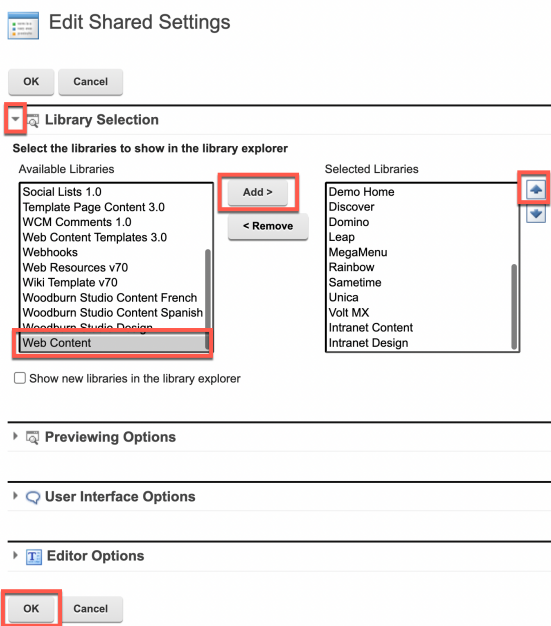 Edit Shared Settings
OK Cancel
Library Selection
Select the libraries to show in the library explorer
Available Libraries
Social Lists 1.0
Template Page Content 3.0
WCM Comments 1.0
Web Content Templates 3.0
Webhooks
Web Resources v70
Wiki Template v70
Woodburn Studio Content French
Woodburn Studio Content Spanish
Woodburn Studio Design
Web Content
Add >
< Remove
Selected Libraries
Demo Home
Discover
Domino
Leap
MegaMenu
Rainbow
Sametime
Unica
Volt MX
Intranet Content
Intranet Design
Show new libraries in the library explorer
Previewing Options
User Interface Options
T Editor Options
OK Cancel